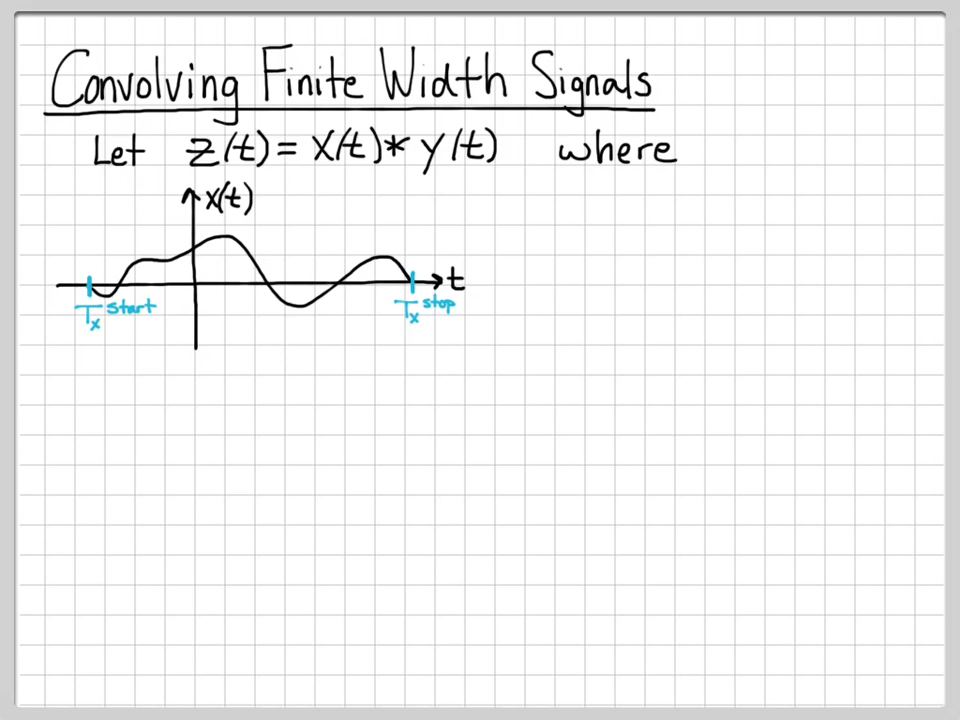 Convolving Finite Width Signals
Let z(t) = x(t) * y(t) where
x(t)
t
Tx start
Tx stop